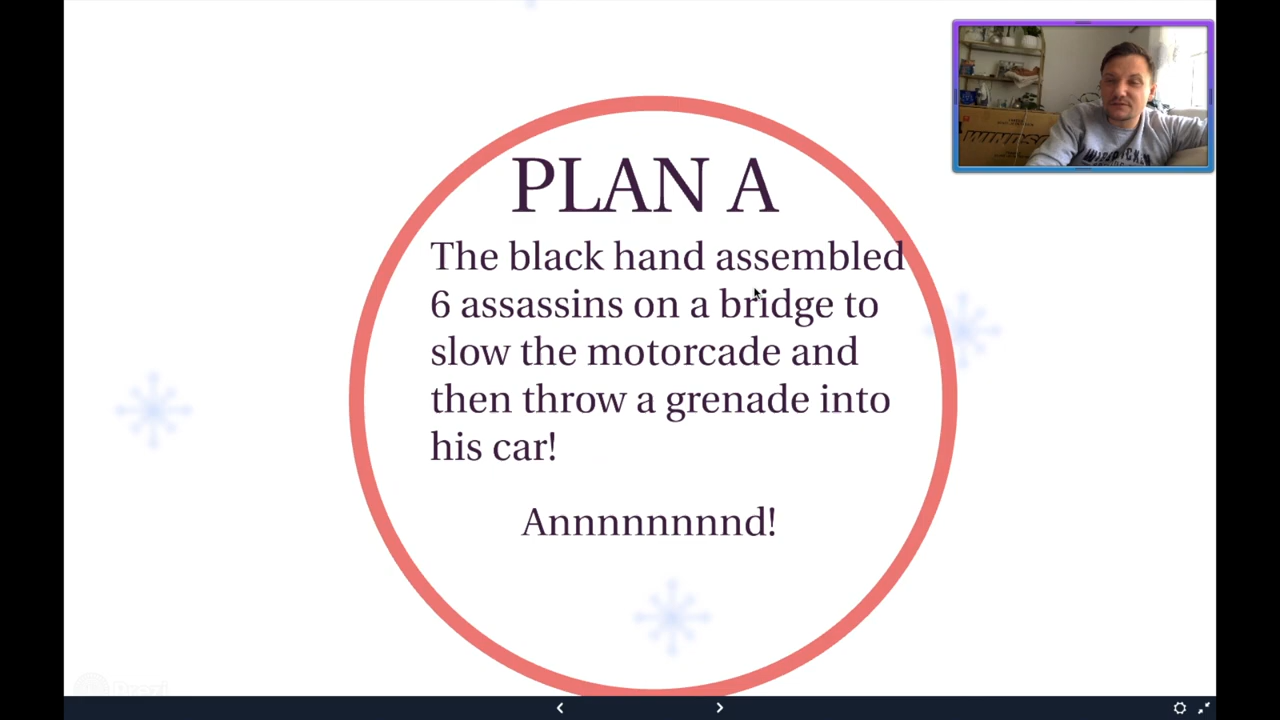 PLAN A
The black hand assembled
6 assassins on a bridge to
slow the motorcade and
then throw a grenade into
his car!
Annnnnnnnd!
Prezi